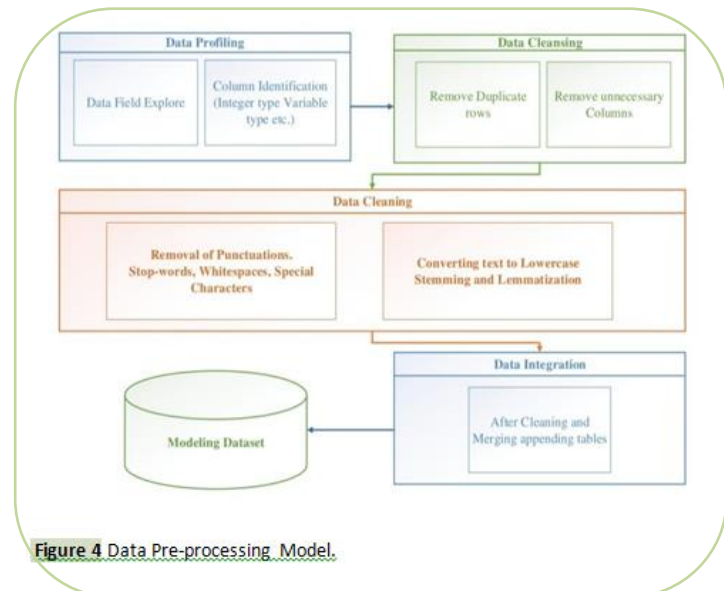 Data Profiling
Data Field Explore
Column Identification
(Integer type Variable
type etc.)
Data Cleansing
Remove Duplicate
rows
Remove unnecessary
Columns
Data Cleaning
Removal of Punctuations.
Stop-words, Whitespaces, Special
Characters
Converting text to Lowercase
Stemming and Lemmatization
Data Integration
After Cleaning and
Merging appending tables
Modeling Dataset
Figure 4 Data Pre-processing Model.